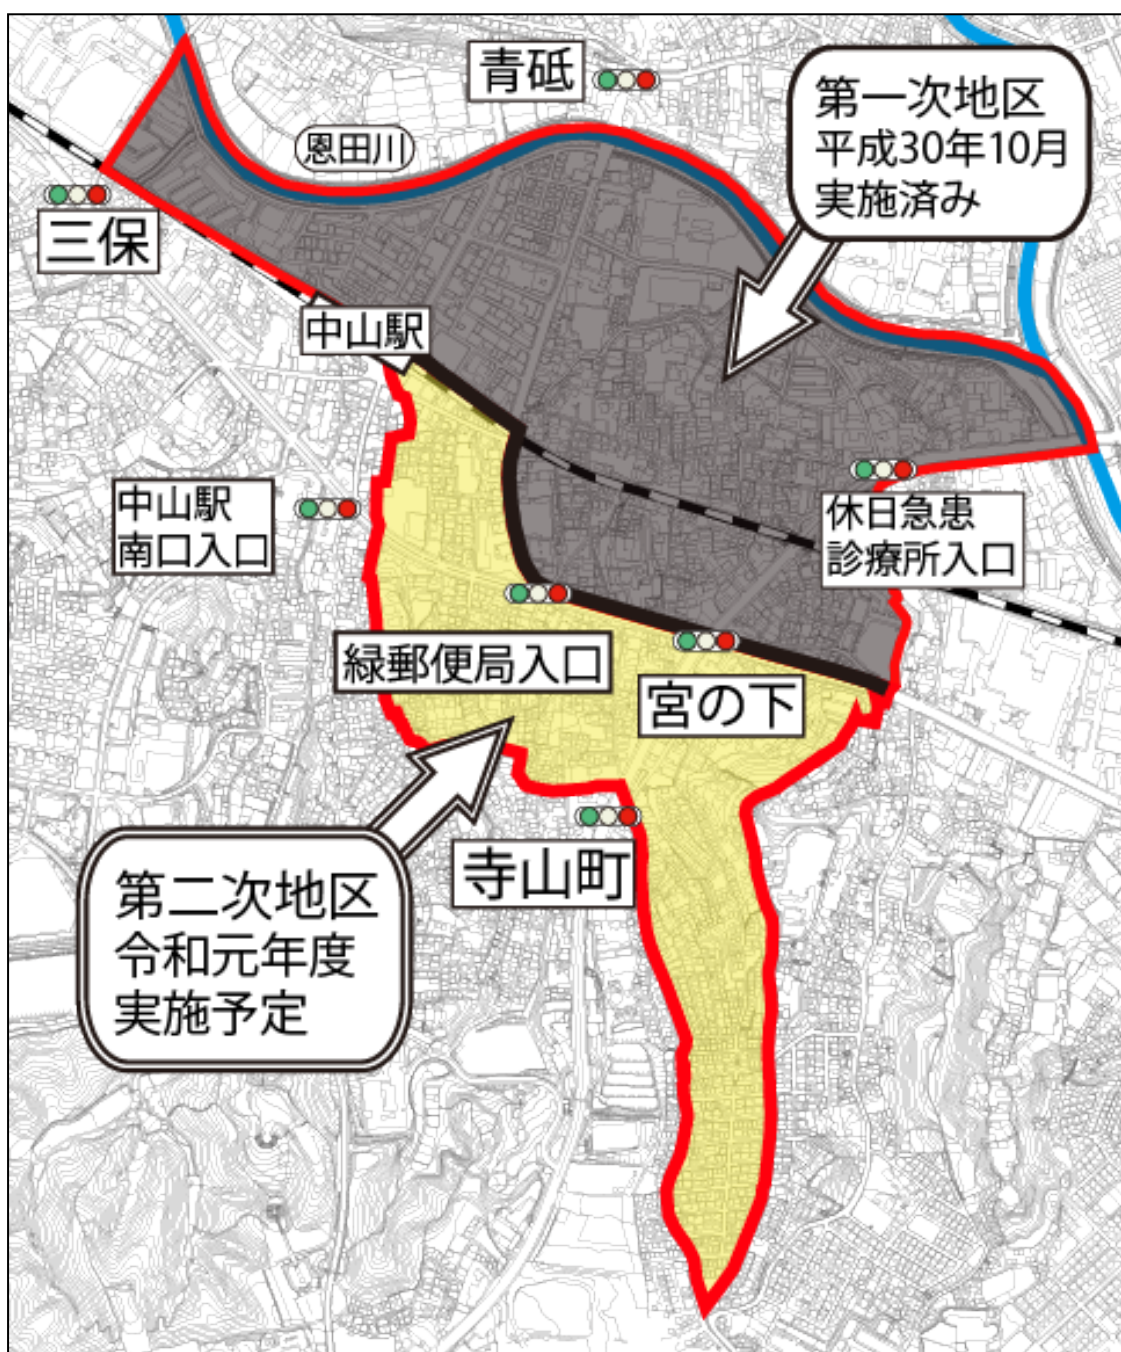 青砥
第一次地区
平成30年10月
実施済み
恩田川
三保
中山駅
中山駅
南口入口
休日急患
診療所入口
緑郵便局入口
宮の下
寺山町
第二次地区
令和元年度
実施予定